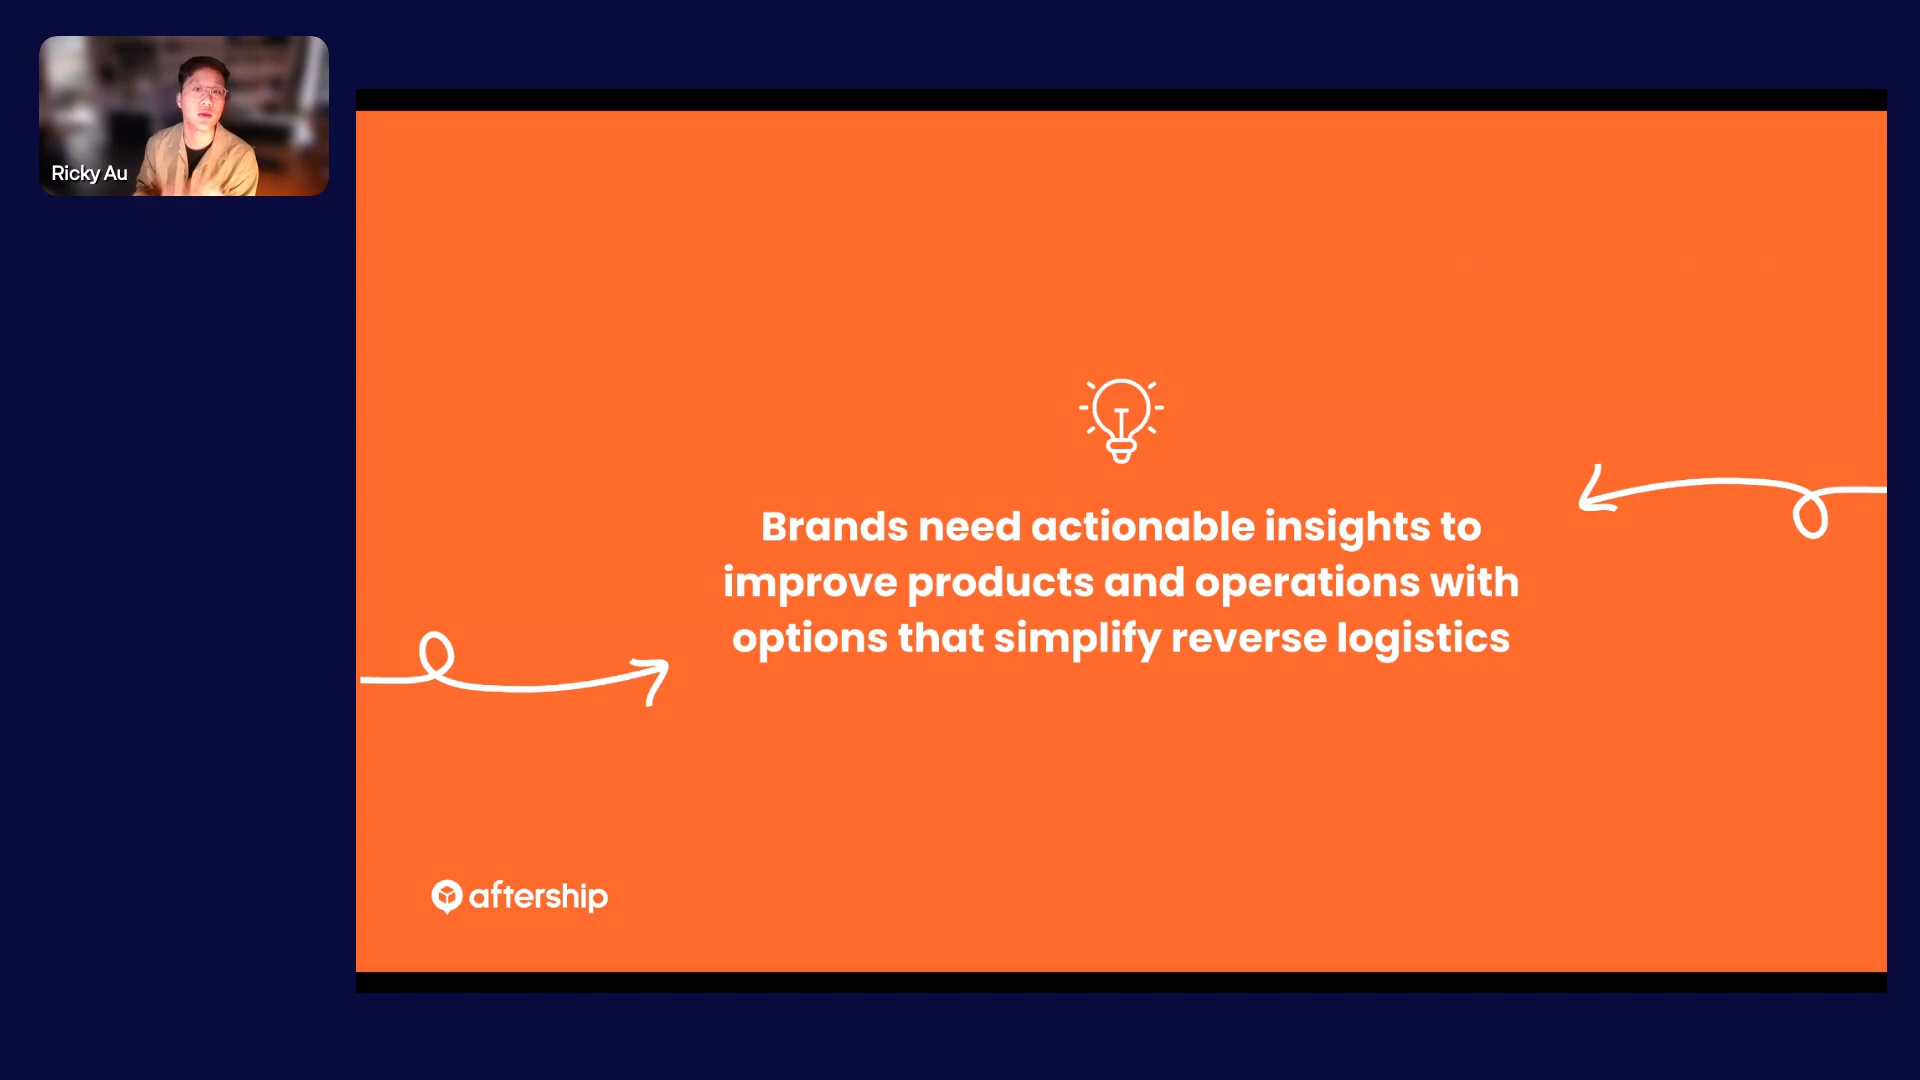 Ricky Au
Brands need actionable insights to
improve products and operations with
options that simplify reverse logistics
aftership